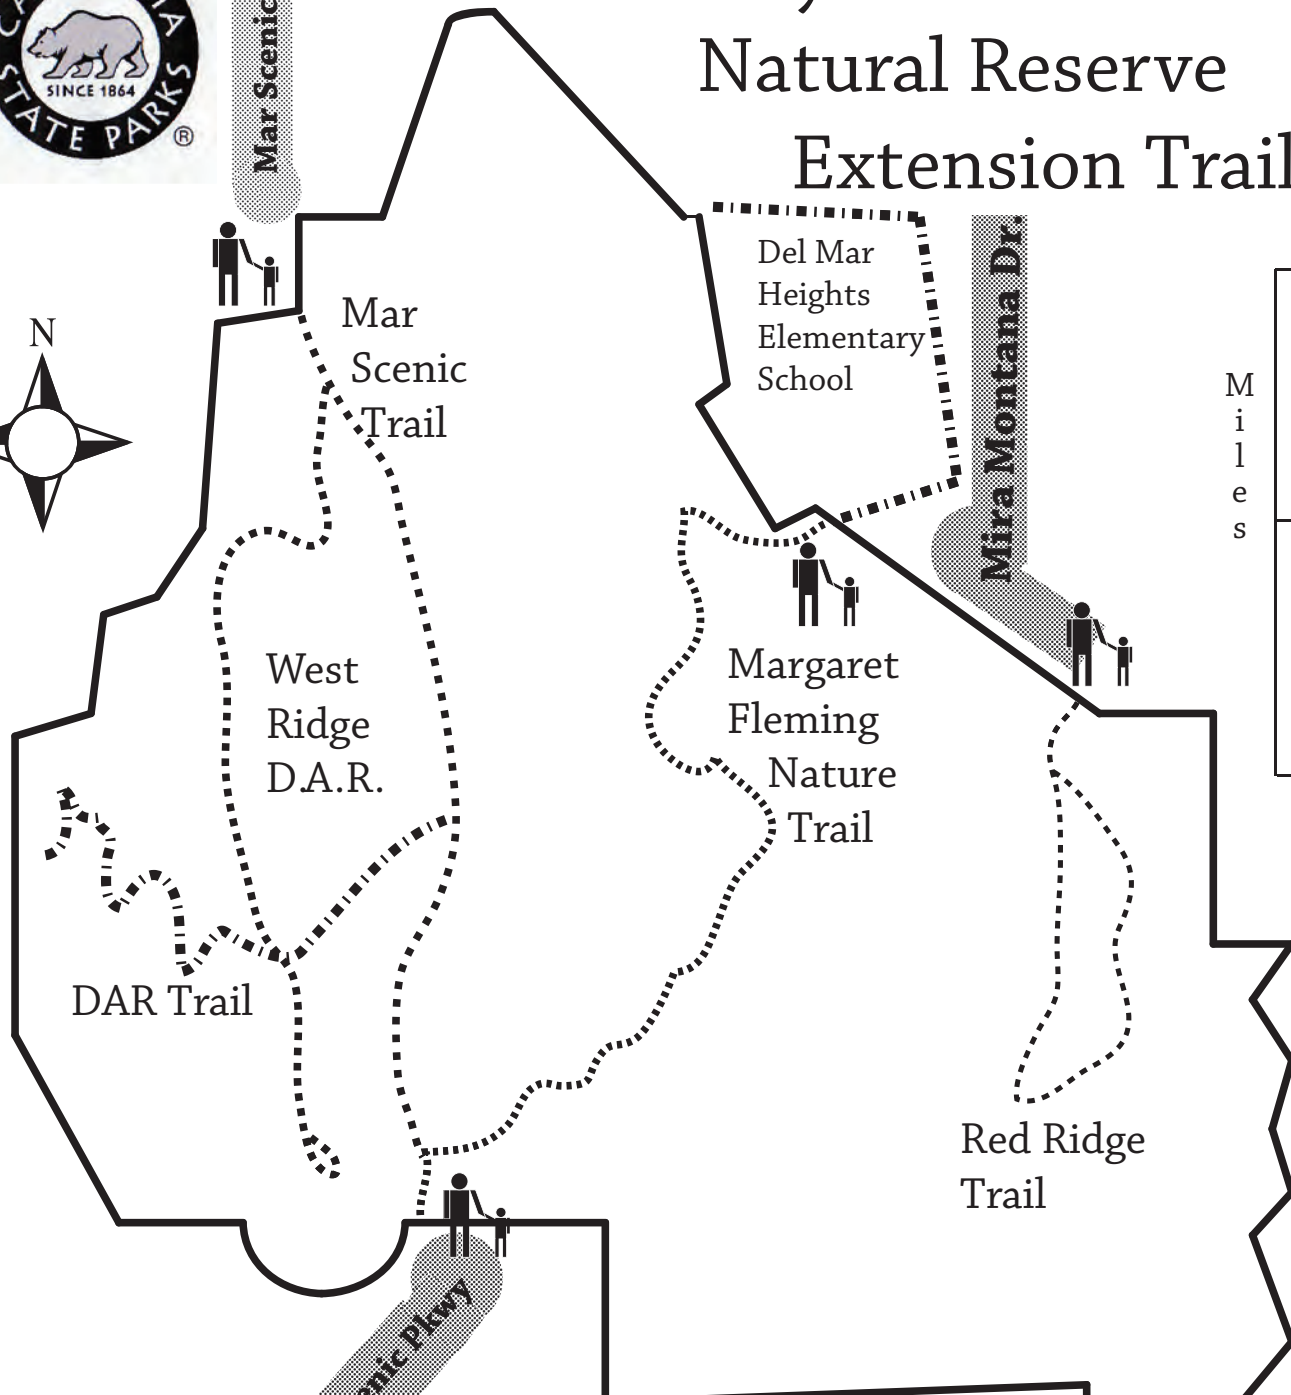 STATE PARKS
SINCE 1864
®
Mar Scenic
Natural Reserve
Extension Trail
N
Mar
Scenic
Trail
Del Mar
Heights
Elementary
School
Mira Montana Dr.
Miles
West
Ridge
D.A.R.
Margaret
Fleming
Nature
Trail
DAR Trail
Red Ridge
Trail
Pkwy